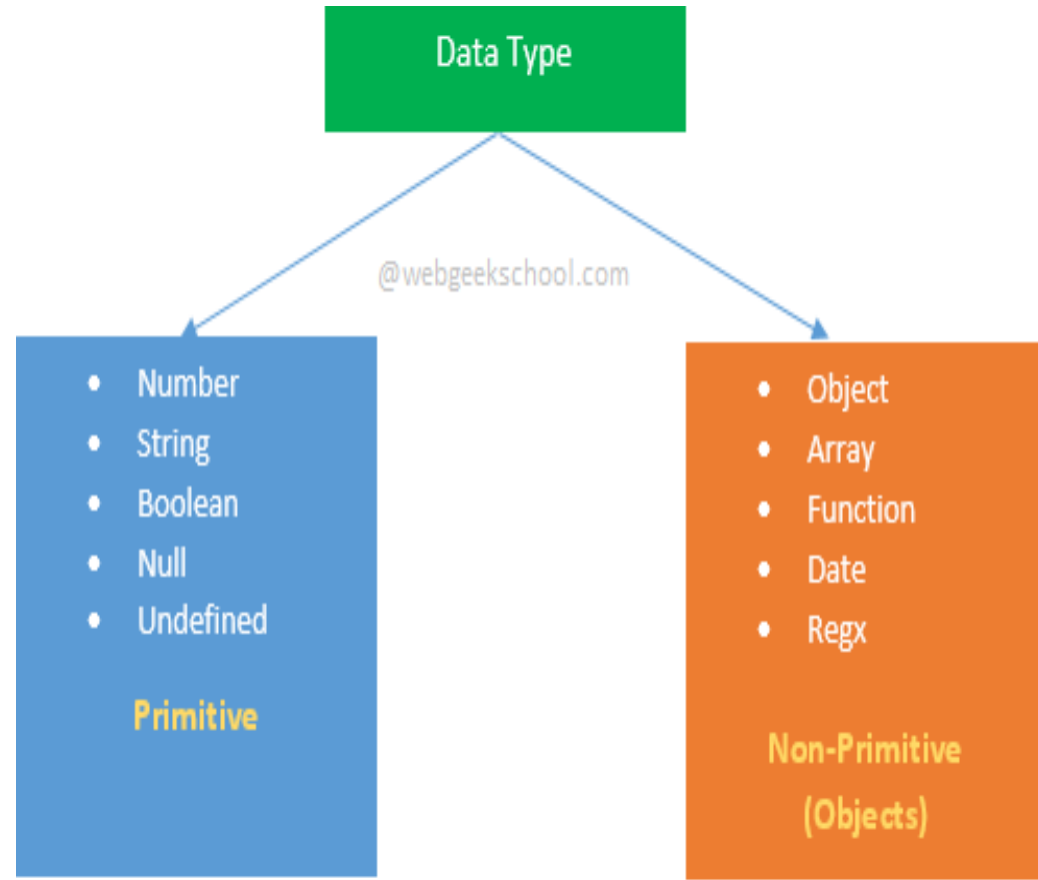 Data Type
@webgeekschool.com
• Number
• String
• Boolean
• Null
• Undefined
Primitive
• Object
• Array
• Function
• Date
• Regx
Non-Primitive
(Objects)